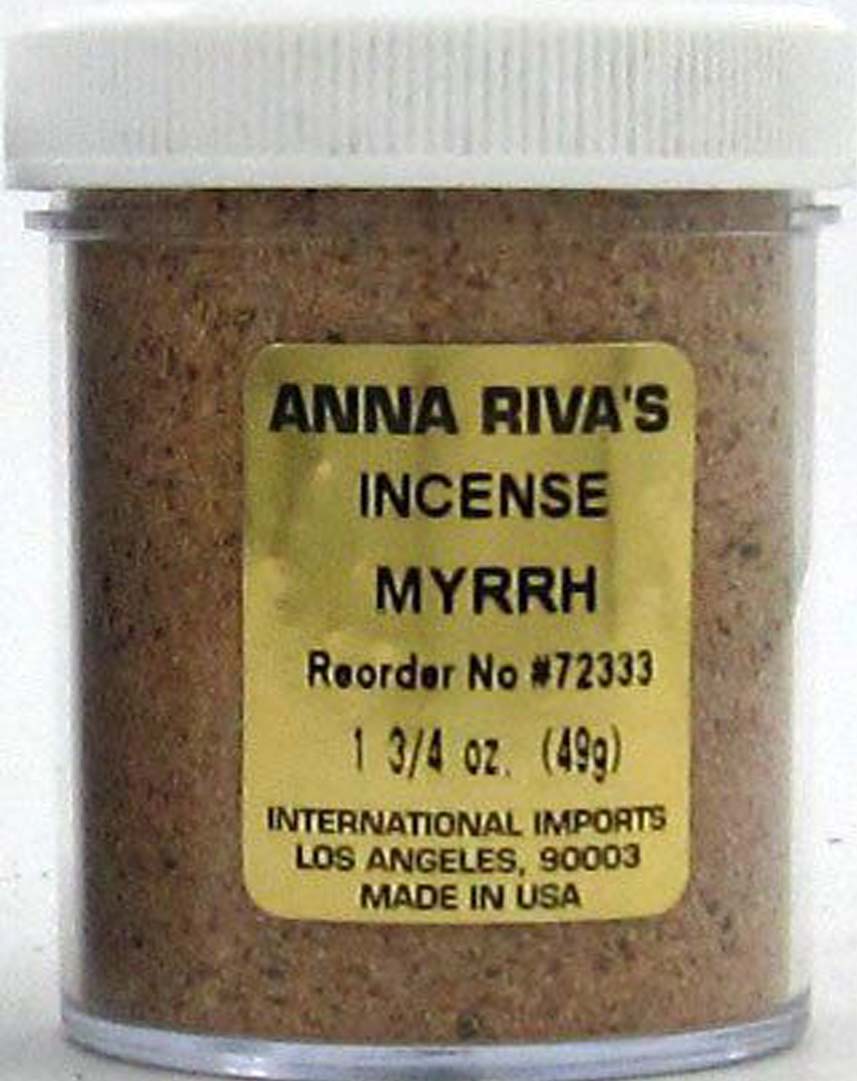 ANNA RIVA'S
INCENSE
MYRRH
Reorder No #72333
1 3/4 oz. (49g)
INTERNATIONAL IMPORTS
LOS ANGELES, 90003
MADE IN USA